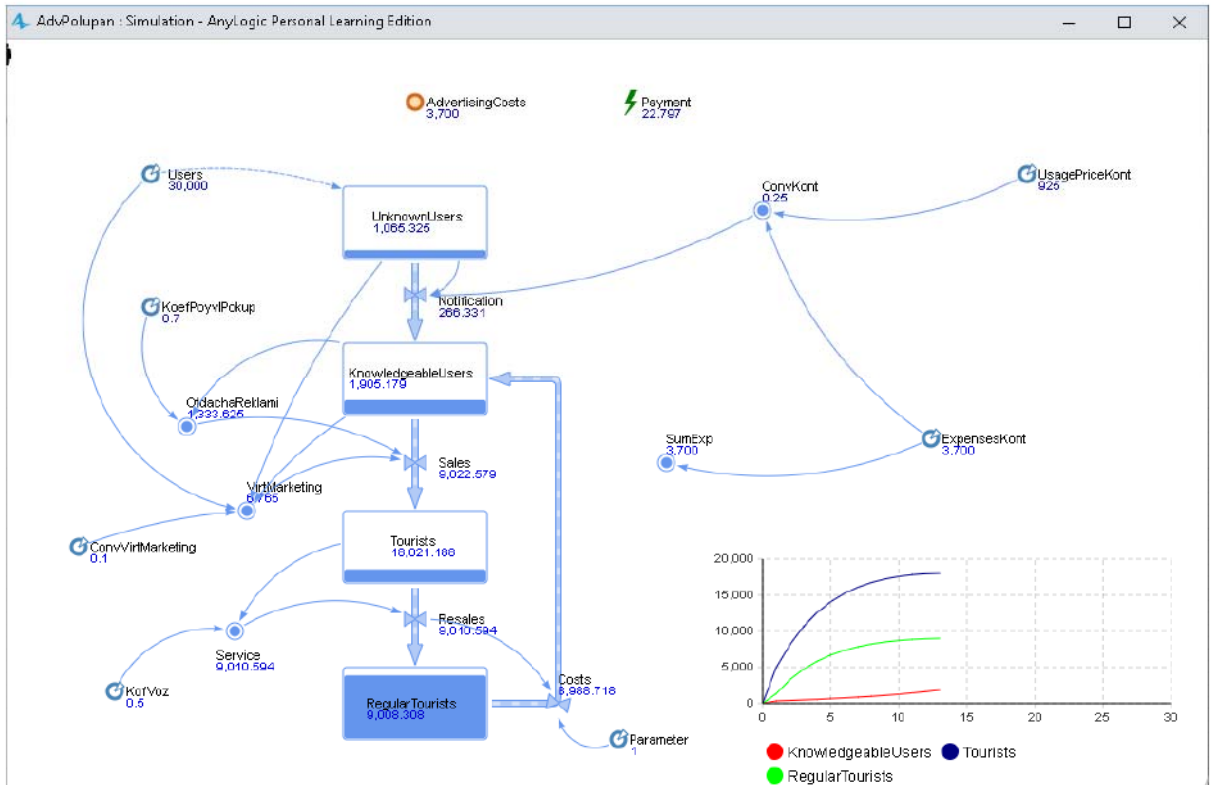 AdvPolupan : Simulation - AnyLogic Personal Learning Edition
AdvertisingCosts
3,700
Payment
22.797
Users
30,000
UsagePriceKont
925
ConvKont
0.25
UnknownUsers
1,065.325
KoefPoyvlPokup
0.7
Notification
266.331
KnowledgeableUsers
1,905.179
OtdachaReklami
1,333.625
SumExp
3.700
ExpensesKont
3.700
Sales
9,022.579
VirtMarketing
6.765
ConvVirtMarketing
0.1
Tourists
18,021.188
Resales
9,010.594
Service
9,010.594
KofVoz
0.5
Costs
8,988.718
RegularTourists
9,008.308
Parameter
1
20,000
15,000
10,000
5,000
0
0 5 10 15 20 25 30
KnowledgeableUsers Tourists
RegularTourists